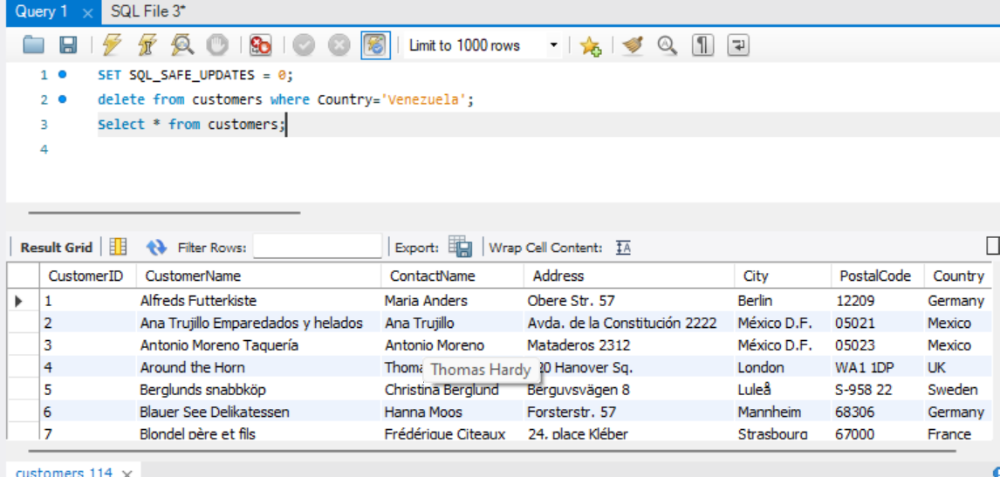 Query 1 SQL File 3*
Limit to 1000 rows
1 SET SQL_SAFE_UPDATES = 0;
2 delete from customers where Country='Venezuela';
3 Select * from customers;
4
Result Grid Filter Rows: Export: Wrap Cell Content:
CustomerID CustomerName ContactName Address City PostalCode Country
1 Alfreds Futterkiste Maria Anders Obere Str. 57 Berlin 12209 Germany
2 Ana Trujillo Emparedados y helados Ana Trujillo Avda. de la Constitución 2222 México D.F. 05021 Mexico
3 Antonio Moreno Taquería Antonio Moreno Mataderos 2312 México D.F. 05023 Mexico
4 Around the Horn Thoma Thomas Hardy 20 Hanover Sq. London WA1 1DP UK
5 Berglunds snabbköp Christina Berglund Berguvsvägen 8 Luleå S-958 22 Sweden
6 Blauer See Delikatessen Hanna Moos Forsterstr. 57 Mannheim 68306 Germany
7 Blondel père et fils Frédérique Citeaux 24, place Kléber Strasbourg 67000 France
customers 114